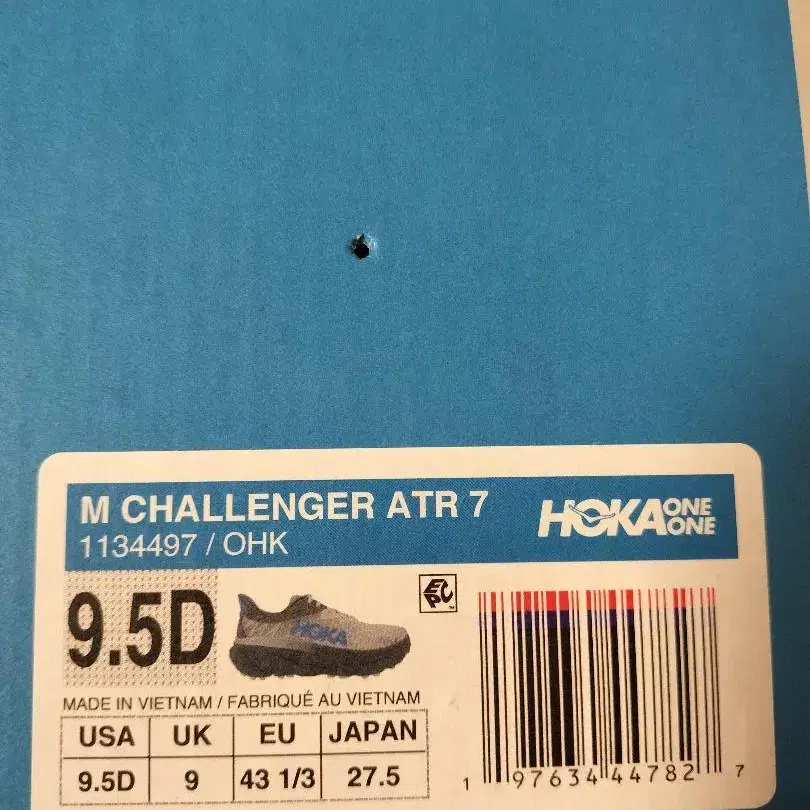 M CHALLENGER ATR 7
1134497 / OHK
HOKA ONE ONE
9.5D
HOKA
EPC
MADE IN VIETNAM / FABRIQUÉ AU VIETNAM
USA UK EU JAPAN
9.5D 9 43 1/3 27.5
1 97634 44782 7